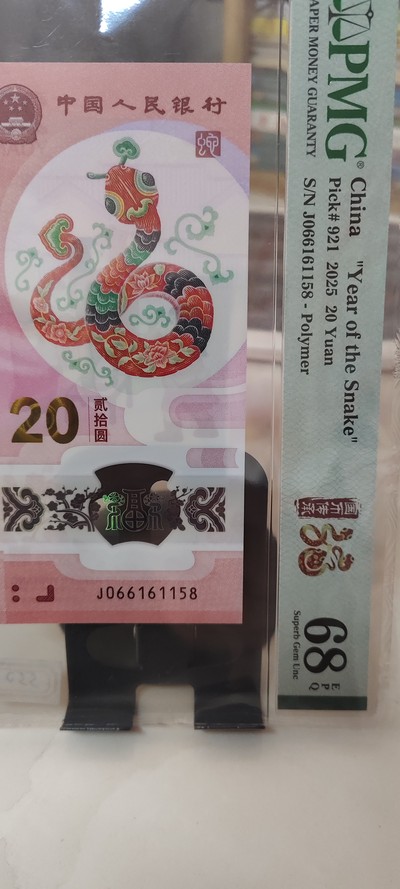 中国人民银行
20
贰拾圆
福
J066161158
PMG®
PAPER MONEY GUARANTY
China "Year of the Snake"
Pick# 921 2025 20 Yuan
S/N J066161158 - Polymer
68
EPQ
Superb Gem Unc